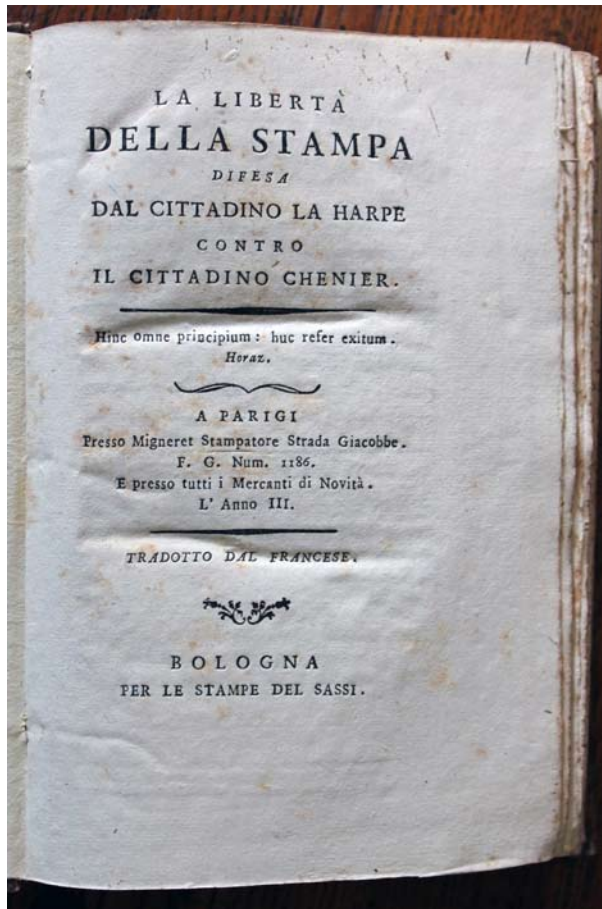 LA LIBERTÀ
DELLA STAMPA
DIFESA
DAL CITTADINO LA HARPE
CONTRO
IL CITTADINO CHENIER.
Hinc omne principium: huc refer exitum.
Horaz.
A PARIGI
Presso Migneret Stampatore Strada Giacobbe.
F. G. Num. 1186.
E presso tutti i Mercanti di Novità.
L' Anno III.
TRADOTTO DAL FRANCESE.
BOLOGNA
PER LE STAMPE DEL SASSI.